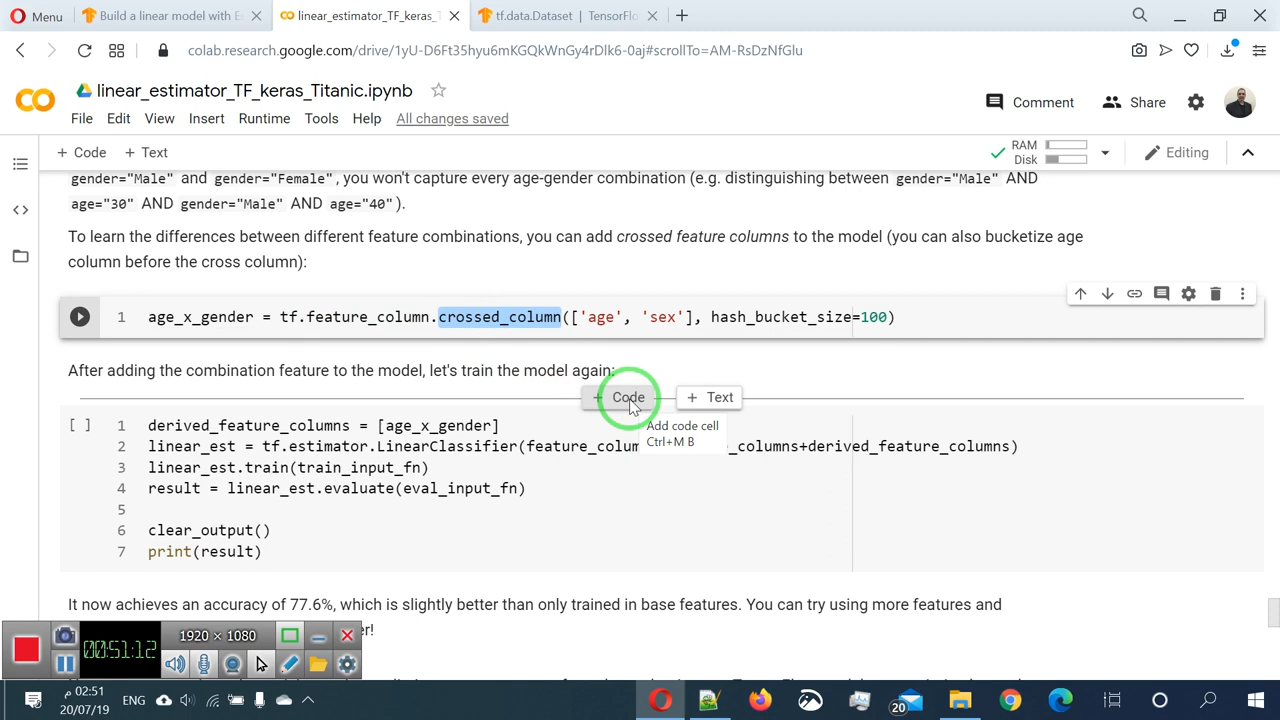 Menu
Build a linear model with E
linear_estimator_TF_keras_T
tf.data.Dataset | TensorFlo
colab.research.google.com/drive/1yU-D6Ft35hyu6mKGQkWnGy4rDlk6-0aj#scrollTo=AM-RsDzNfGlu
linear_estimator_TF_keras_Titanic.ipynb
Comment
Share
File Edit View Insert Runtime Tools Help All changes saved
+ Code + Text
RAM
Disk
Editing
gender="Male" and gender="Female", you won't capture every age-gender combination (e.g. distinguishing between gender="Male" AND
age="30" AND gender="Male" AND age="40").
To learn the differences between different feature combinations, you can add crossed feature columns to the model (you can also bucketize age
column before the cross column):
1 age_x_gender = tf.feature_column.crossed_column(['age', 'sex'], hash_bucket_size=100)
After adding the combination feature to the model, let's train the model again:
+ Code + Text
Add code cell
Ctrl+M B
[ ] 1 derived_feature_columns = [age_x_gender]
2 linear_est = tf.estimator.LinearClassifier(feature_colu _columns+derived_feature_columns)
3 linear_est.train(train_input_fn)
4 result = linear_est.evaluate(eval_input_fn)
5
6 clear_output()
7 print(result)
It now achieves an accuracy of 77.6%, which is slightly better than only trained in base features. You can try using more features and
er!
1920 × 1080
00:51:12
ENG
02:51 م
20/07/19
20